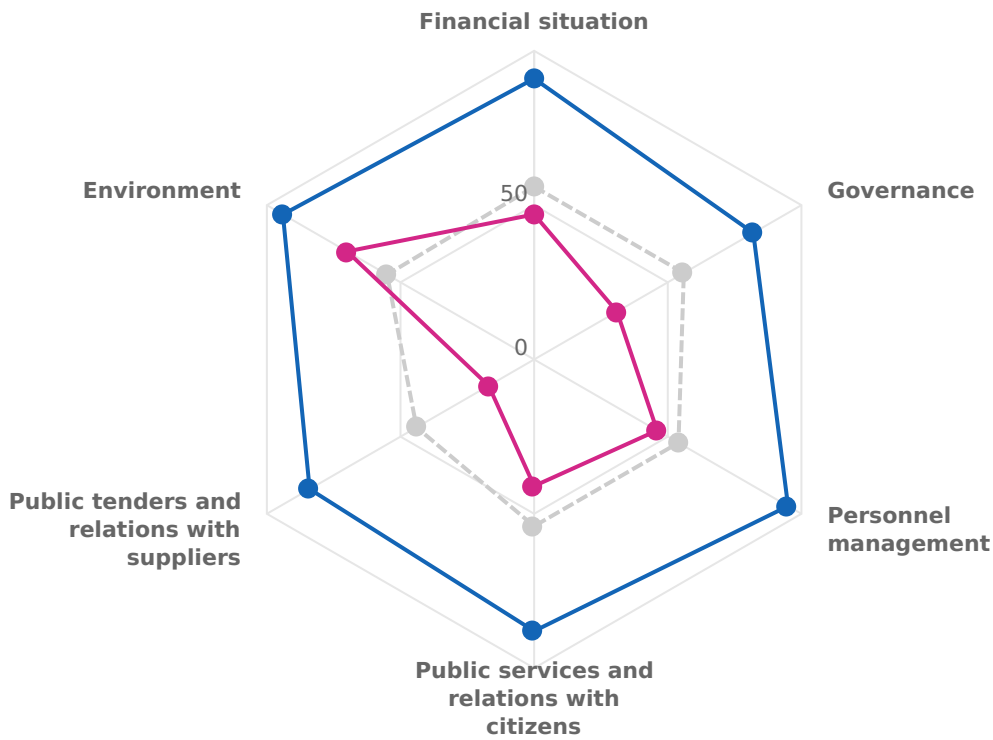 Financial situation
Environment
50
Governance
0
Public tenders and
relations with
suppliers
Personnel
management
Public services and
relations with
citizens